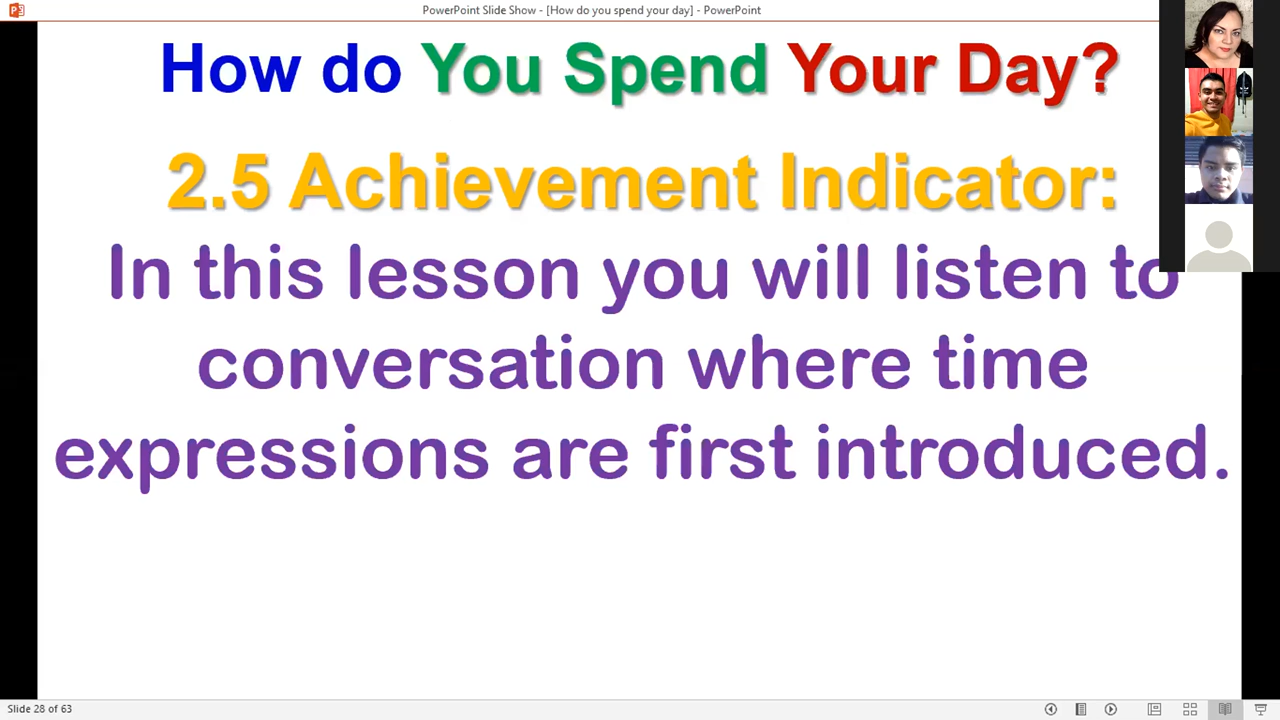 PowerPoint Slide Show - [How do you spend your day] - PowerPoint
How do You Spend Your Day?
2.5 Achievement Indicator:
In this lesson you will listen to
conversation where time
expressions are first introduced.
Slide 28 of 63